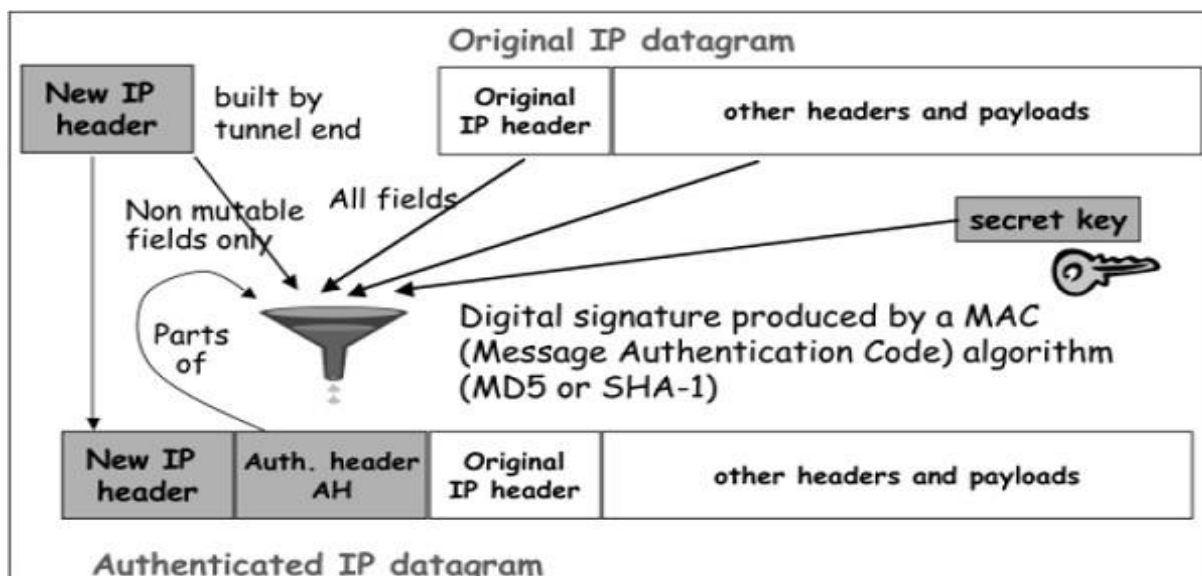 Original IP datagram
New IP
header
built by
tunnel end
Original
IP header
other headers and payloads
Non mutable
fields only
All fields
secret key
Parts
of
Digital signature produced by a MAC
(Message Authentication Code) algorithm
(MD5 or SHA-1)
New IP
header
Auth. header
AH
Original
IP header
other headers and payloads
Authenticated IP datagram